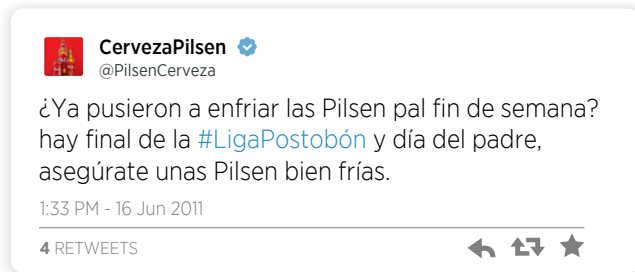 CervezaPilsen
@PilsenCerveza
¿Ya pusieron a enfriar las Pilsen pal fin de semana?
hay final de la #LigaPostobón y día del padre,
asegúrate unas Pilsen bien frías.
1:33 PM - 16 Jun 2011
4 RETWEETS